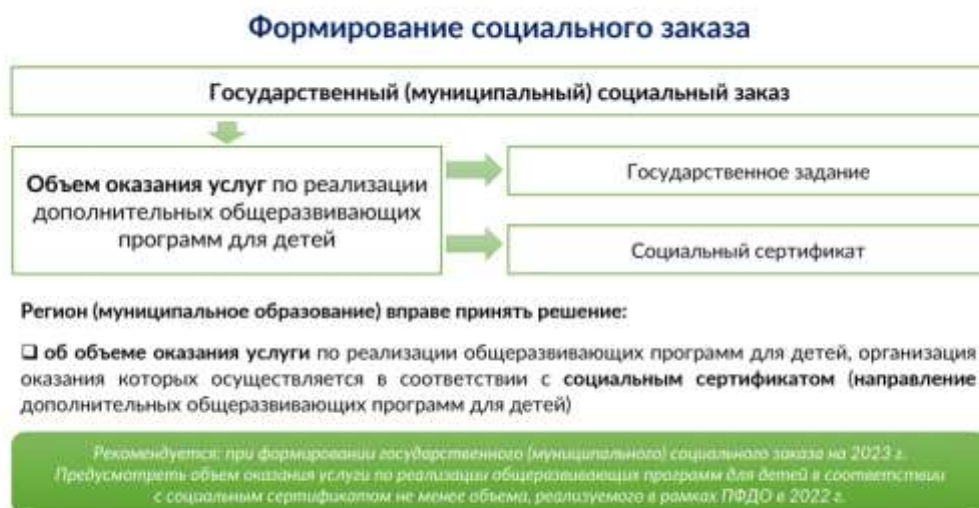 Формирование социального заказа
Государственный (муниципальный) социальный заказ
Объем оказания услуг по реализации
дополнительных общеразвивающих
программ для детей
Государственное задание
Социальный сертификат
Регион (муниципальное образование) вправе принять решение:
❑ об объеме оказания услуги по реализации общеразвивающих программ для детей, организация
оказания которых осуществляется в соответствии с социальным сертификатом (направление
дополнительных общеразвивающих программ для детей)
Рекомендуется: при формировании государственного (муниципального) социального заказа на 2023 г.
Предусмотреть объем оказания услуги по реализации общеразвивающих программ для детей в соответствии
с социальным сертификатом не менее объема, реализуемого в рамках ПФДО в 2022 г.